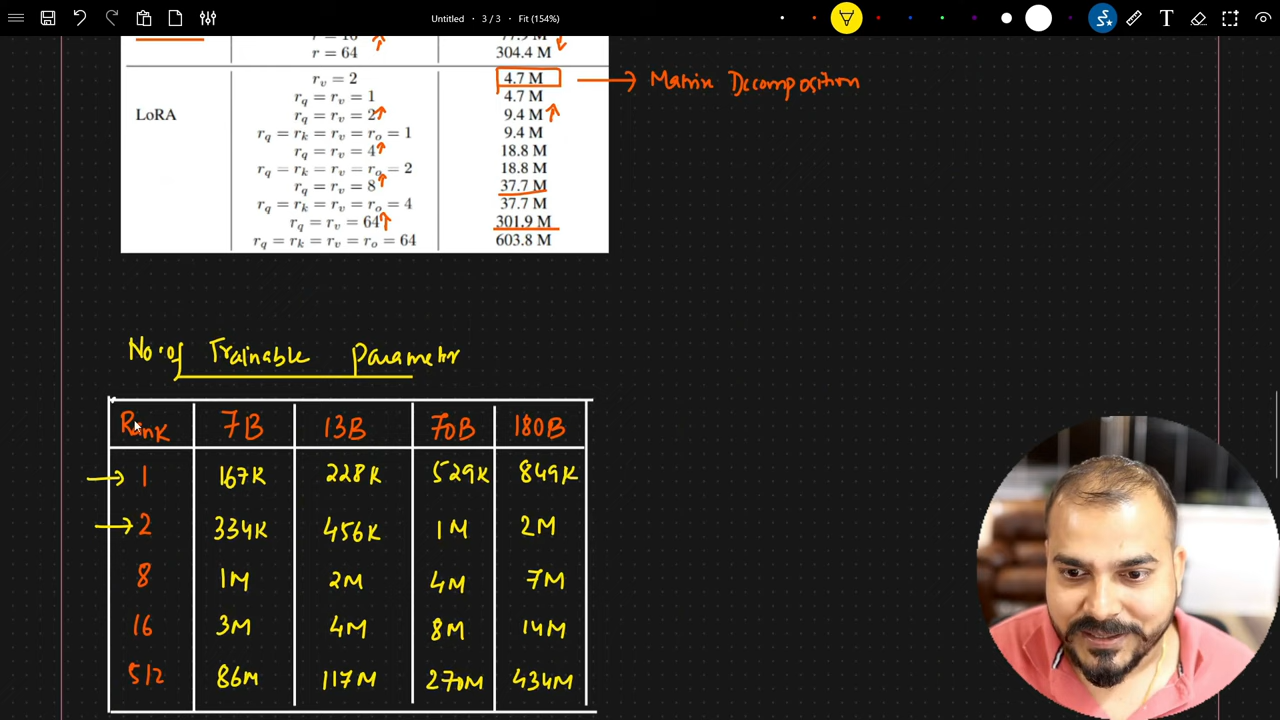 Untitled • 3 / 3 • Fit (154%)
r = 64 304.4 M
r_v = 2 4.7 M → Matrix Decomposition
r_q = r_v = 1 4.7 M
LoRA r_q = r_v = 2 9.4 M
r_q = r_k = r_v = r_o = 1 9.4 M
r_q = r_v = 4 18.8 M
r_q = r_k = r_v = r_o = 2 18.8 M
r_q = r_v = 8 37.7 M
r_q = r_k = r_v = r_o = 4 37.7 M
r_q = r_v = 64 301.9 M
r_q = r_k = r_v = r_o = 64 603.8 M
No. of Trainable Parameter
Rank 7B 13B 70B 180B
→ 1 167K 228K 529K 849K
→ 2 334K 456K 1M 2M
8 1M 2M 4M 7M
16 3M 4M 8M 14M
512 86M 117M 270M 434M